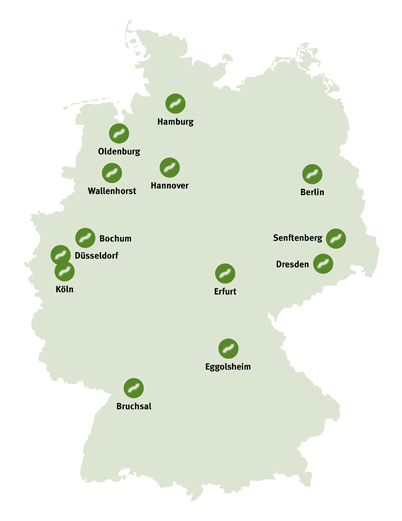 Hamburg
Oldenburg
Hannover
Wallenhorst
Berlin
Bochum
Senftenberg
Düsseldorf
Dresden
Köln
Erfurt
Eggolsheim
Bruchsal